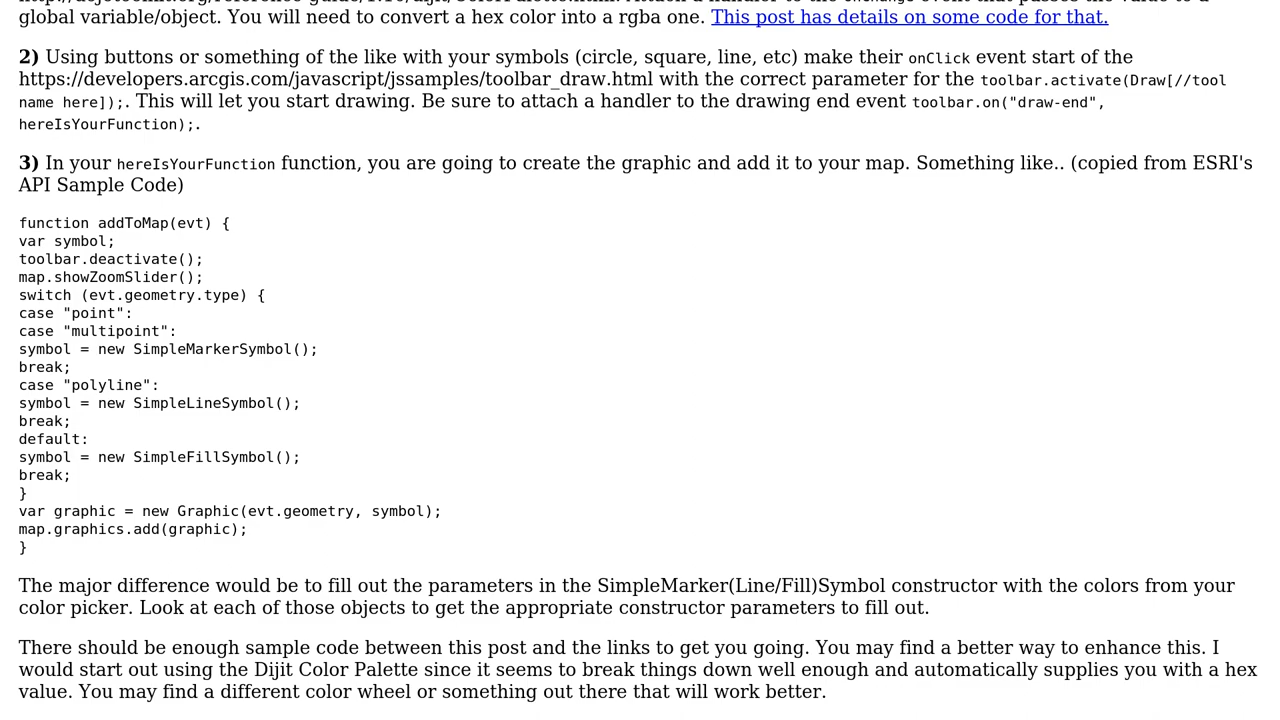 global variable/object. You will need to convert a hex color into a rgba one. This post has details on some code for that.
2) Using buttons or something of the like with your symbols (circle, square, line, etc) make their onClick event start of the
https://developers.arcgis.com/javascript/jssamples/toolbar_draw.html with the correct parameter for the toolbar.activate(Draw[//tool
name here]);. This will let you start drawing. Be sure to attach a handler to the drawing end event toolbar.on("draw-end",
hereIsYourFunction);.
3) In your hereIsYourFunction function, you are going to create the graphic and add it to your map. Something like.. (copied from ESRI's
API Sample Code)
function addToMap(evt) {
var symbol;
toolbar.deactivate();
map.showZoomSlider();
switch (evt.geometry.type) {
case "point":
case "multipoint":
symbol = new SimpleMarkerSymbol();
break;
case "polyline":
symbol = new SimpleLineSymbol();
break;
default:
symbol = new SimpleFillSymbol();
break;
}
var graphic = new Graphic(evt.geometry, symbol);
map.graphics.add(graphic);
}
The major difference would be to fill out the parameters in the SimpleMarker(Line/Fill)Symbol constructor with the colors from your
color picker. Look at each of those objects to get the appropriate constructor parameters to fill out.
There should be enough sample code between this post and the links to get you going. You may find a better way to enhance this. I
would start out using the Dijit Color Palette since it seems to break things down well enough and automatically supplies you with a hex
value. You may find a different color wheel or something out there that will work better.